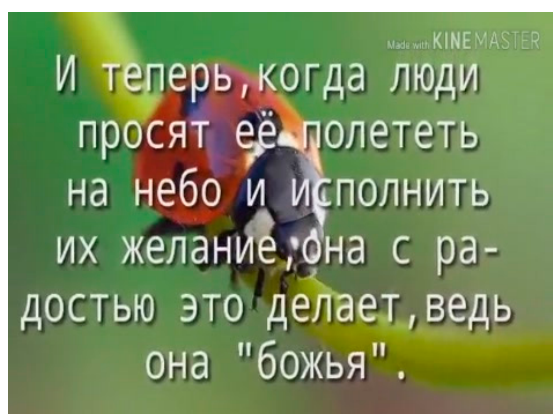 Made with KINEMASTER
И теперь,когда люди
просят её полететь
на небо и исполнить
их желание,она с ра-
достью это делает,ведь
она "божья".